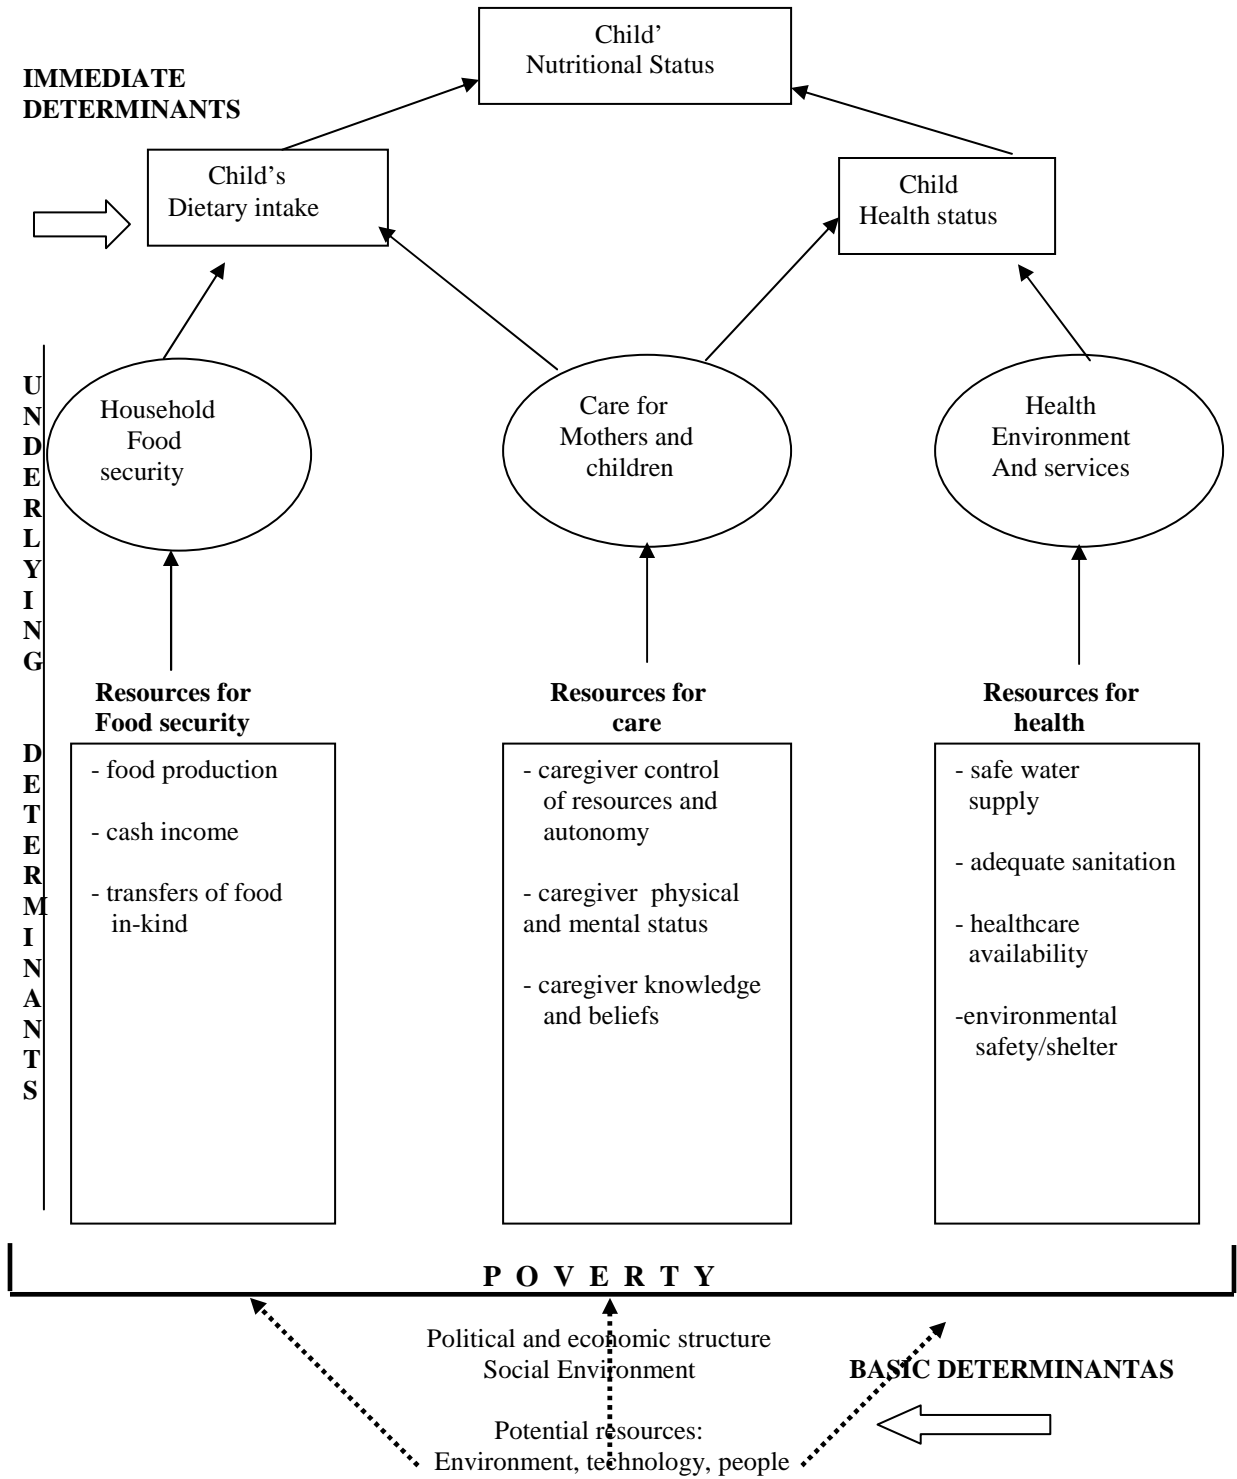 Child'
Nutritional Status
IMMEDIATE
DETERMINANTS
Child's
Dietary intake
Child
Health status
UNDERLYING
DETERMINANTS
Household
Food
security
Care for
Mothers and
children
Health
Environment
And services
Resources for
Food security
- food production
- cash income
- transfers of food
in-kind
Resources for
care
- caregiver control
of resources and
autonomy
- caregiver physical
and mental status
- caregiver knowledge
and beliefs
Resources for
health
- safe water
supply
- adequate sanitation
- healthcare
availability
-environmental
safety/shelter
P O V E R T Y
Political and economic structure
Social Environment
BASIC DETERMINANTAS
Potential resources:
Environment, technology, people